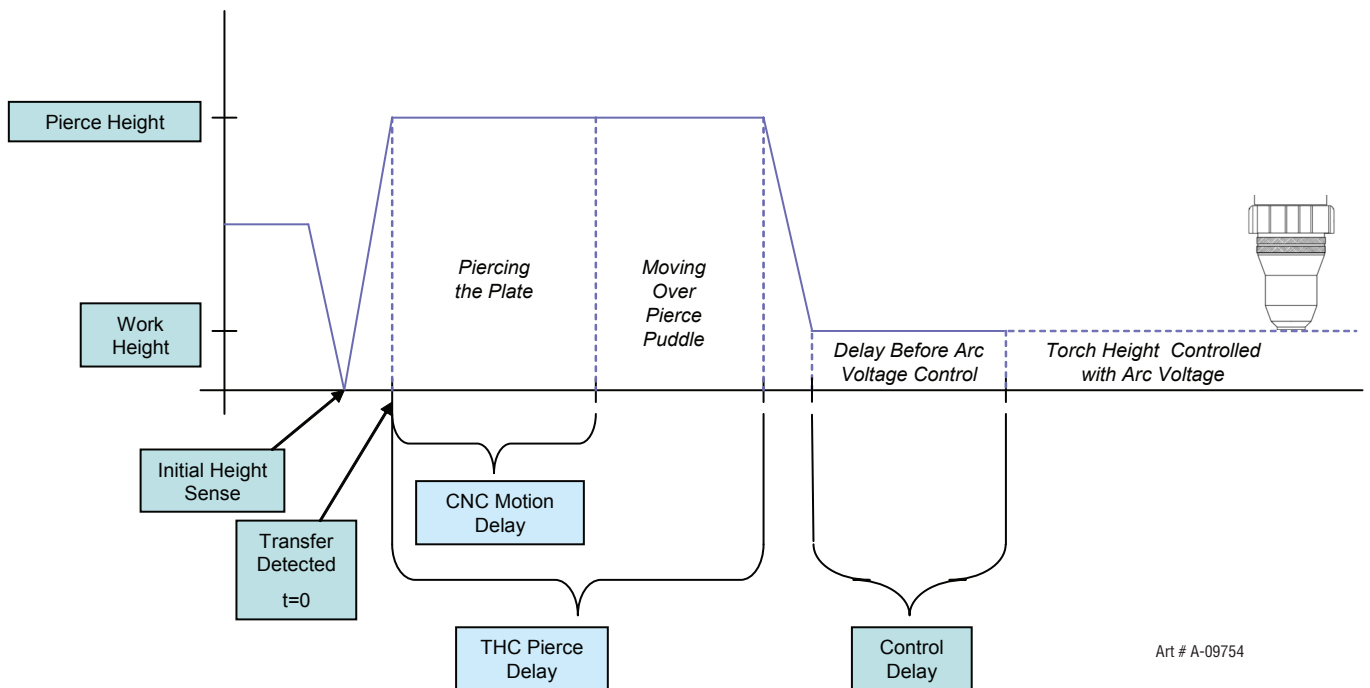 Pierce Height
Piercing
the Plate
Moving
Over
Pierce
Puddle
Work
Height
Delay Before Arc
Voltage Control
Torch Height Controlled
with Arc Voltage
Initial Height
Sense
CNC Motion
Delay
Transfer
Detected
t=0
THC Pierce
Delay
Control
Delay
Art # A-09754